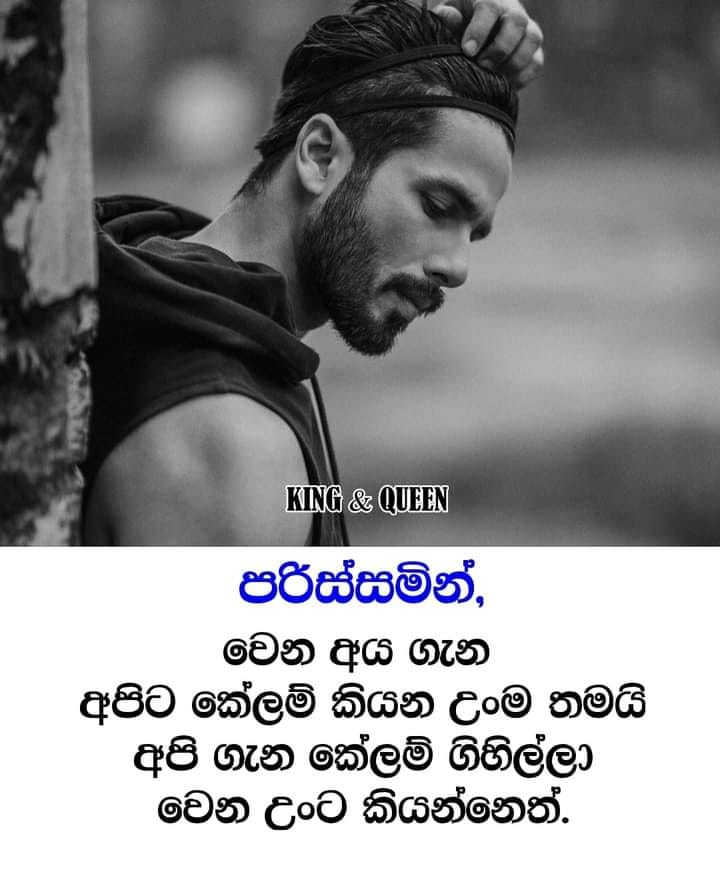 KING & QUEEN
පරිස්සමින්,
වෙන අය ගැන
අපිට කේලම් කියන උංම තමයි
අපි ගැන කේලම් ගිහිල්ලා
වෙන උංට කියන්නෙත්.